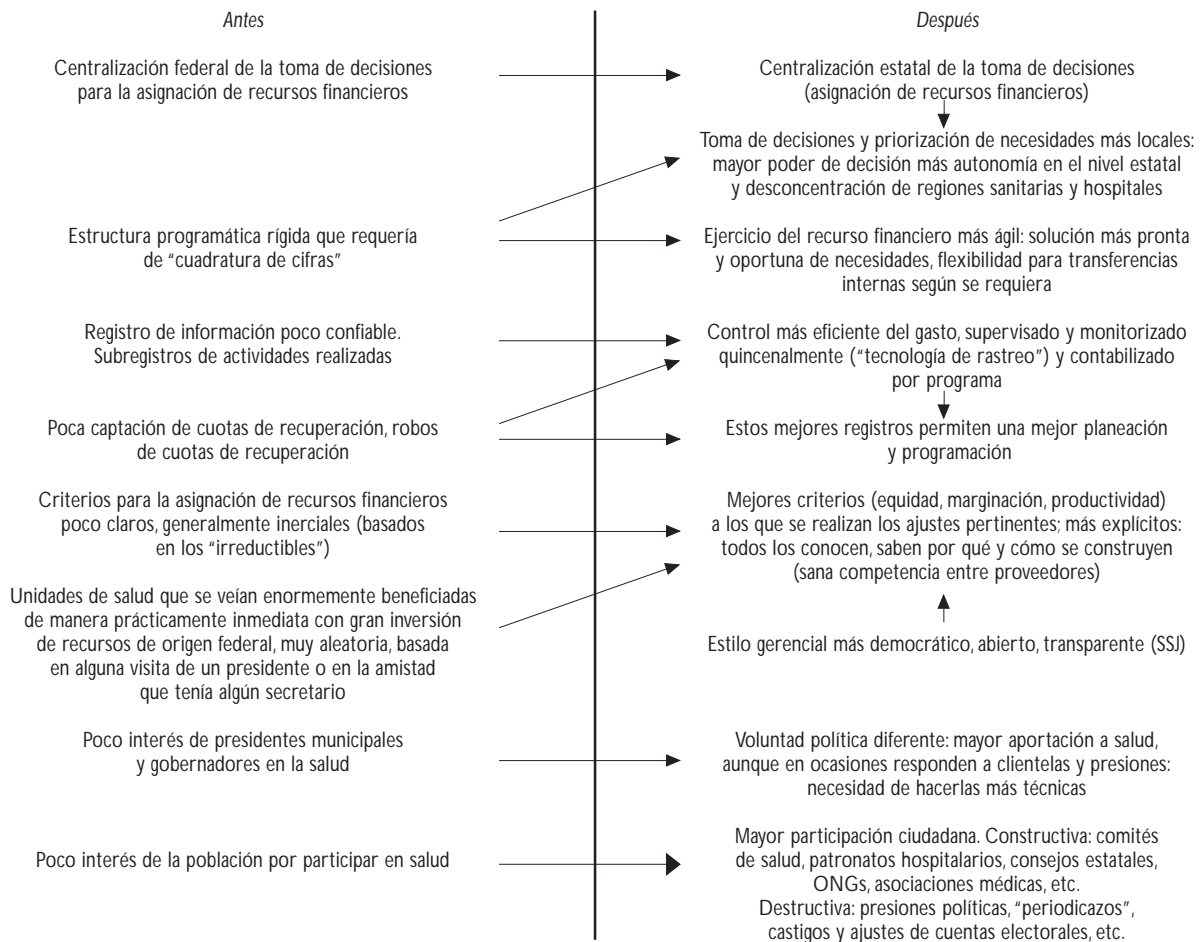 Antes
Centralización federal de la toma de decisiones
para la asignación de recursos financieros
Estructura programática rígida que requería
de “cuadratura de cifras”
Registro de información poco confiable.
Subregistros de actividades realizadas
Poca captación de cuotas de recuperación, robos
de cuotas de recuperación
Criterios para la asignación de recursos financieros
poco claros, generalmente inerciales (basados
en los “irreductibles”)
Unidades de salud que se veían enormemente beneficiadas
de manera prácticamente inmediata con gran inversión
de recursos de origen federal, muy aleatoria, basada
en alguna visita de un presidente o en la amistad
que tenía algún secretario
Poco interés de presidentes municipales
y gobernadores en la salud
Poco interés de la población por participar en salud
Después
Centralización estatal de la toma de decisiones
(asignación de recursos financieros)
Toma de decisiones y priorización de necesidades más locales:
mayor poder de decisión más autonomía en el nivel estatal
y desconcentración de regiones sanitarias y hospitales
Ejercicio del recurso financiero más ágil: solución más pronta
y oportuna de necesidades, flexibilidad para transferencias
internas según se requiera
Control más eficiente del gasto, supervisado y monitorizado
quincenalmente (“tecnología de rastreo”) y contabilizado
por programa
Estos mejores registros permiten una mejor planeación
y programación
Mejores criterios (equidad, marginación, productividad)
a los que se realizan los ajustes pertinentes; más explícitos:
todos los conocen, saben por qué y cómo se construyen
(sana competencia entre proveedores)
Estilo gerencial más democrático, abierto, transparente (SSJ)
Voluntad política diferente: mayor aportación a salud,
aunque en ocasiones responden a clientelas y presiones:
necesidad de hacerlas más técnicas
Mayor participación ciudadana. Constructiva: comités
de salud, patronatos hospitalarios, consejos estatales,
ONGs, asociaciones médicas, etc.
Destructiva: presiones políticas, “periodicazos”,
castigos y ajustes de cuentas electorales, etc.